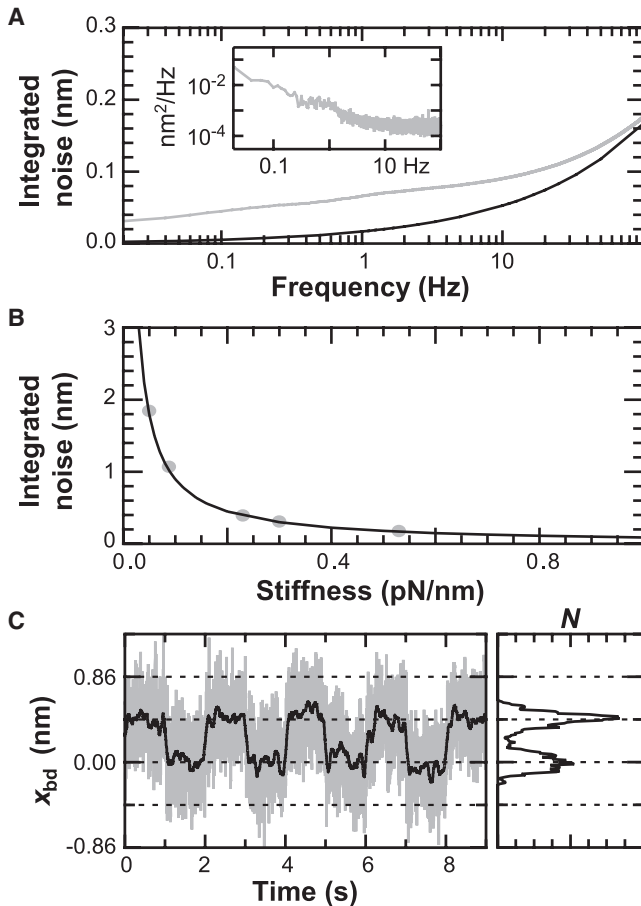 A
0.3
0.2
0.1
0.0
Integrated
noise (nm)
nm²/Hz
10⁻²
10⁻⁴
0.1
10 Hz
0.1
1
10
Frequency (Hz)
B
3
2
1
0
Integrated
noise (nm)
0.0
0.4
0.8
Stiffness (pN/nm)
C
N
0.86
0.00
-0.86
x_bd (nm)
0
2
4
6
8
Time (s)